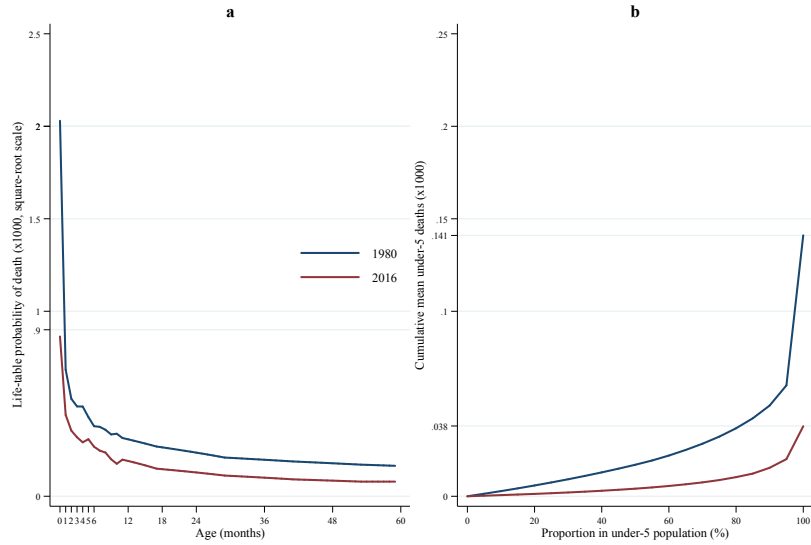 a
Life-table probability of death (x1000, square-root scale)
2.5
2
1.5
1
.9
0
1980
2016
0 1 2 3 4 5 6 12 18 24 36 48 60
Age (months)
b
Cumulative mean under-5 deaths (x1000)
.25
.2
.15
.141
.1
.038
0
0 20 40 60 80 100
Proportion in under-5 population (%)